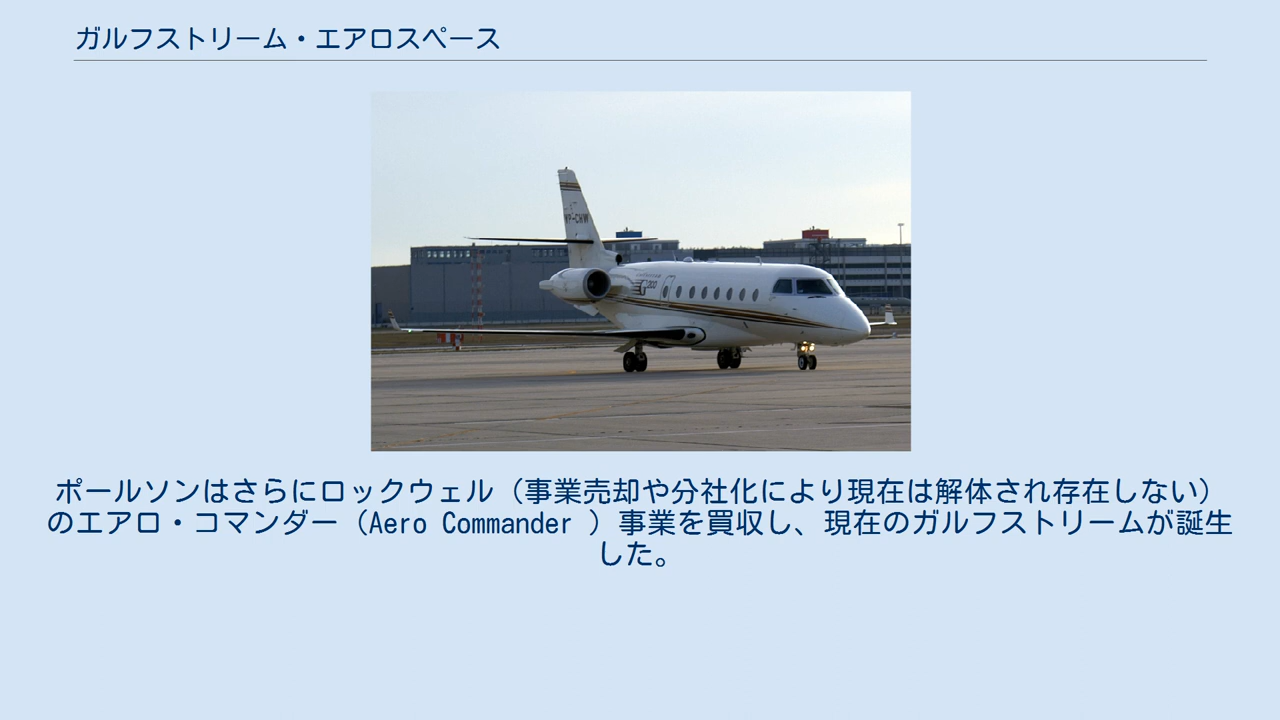 ガルフストリーム・エアロスペース
ポールソンはさらにロックウェル（事業売却や分社化により現在は解体され存在しない）
のエアロ・コマンダー（Aero Commander ）事業を買収し、現在のガルフストリームが誕生
した。